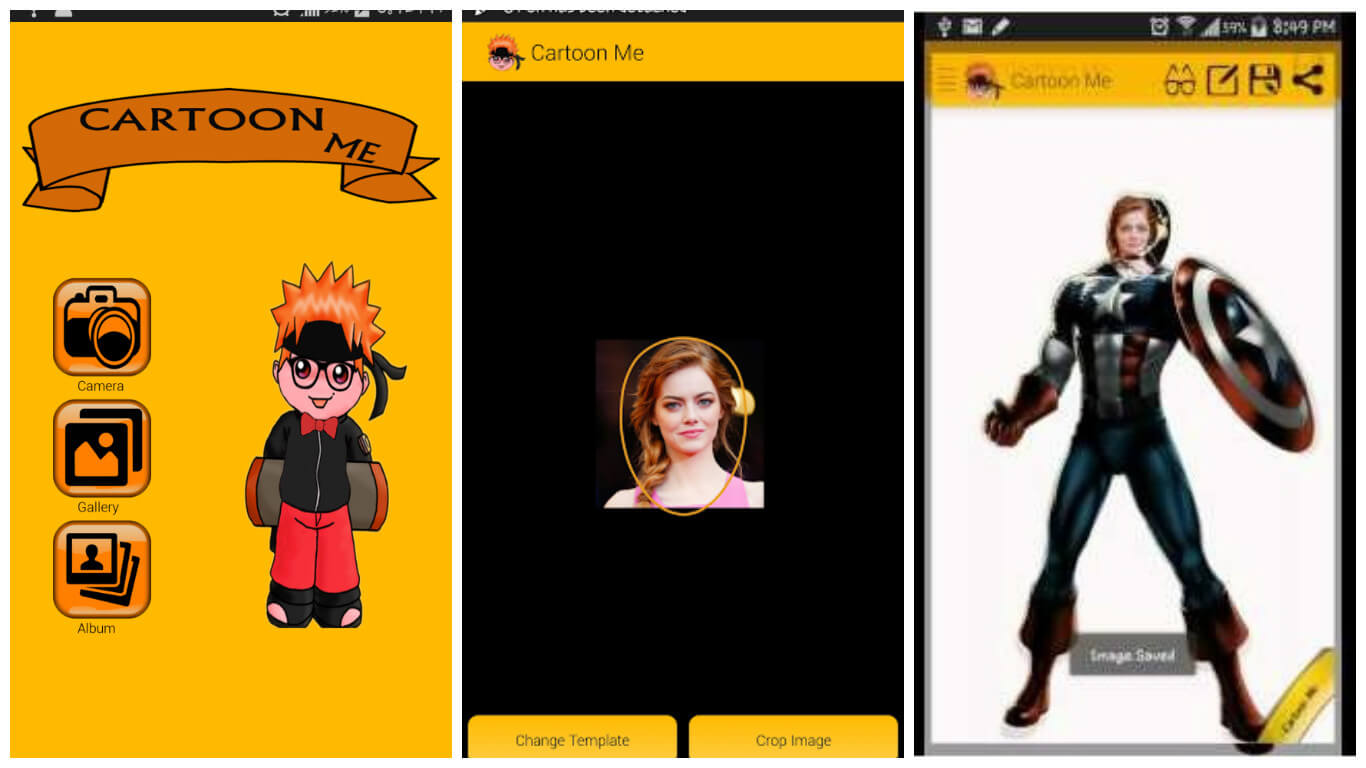 CARTOON
ME
Camera
Gallery
Album
Cartoon Me
Change Template
Crop Image
39% 8:49 PM
Cartoon Me
Image Saved
Cartoon Me